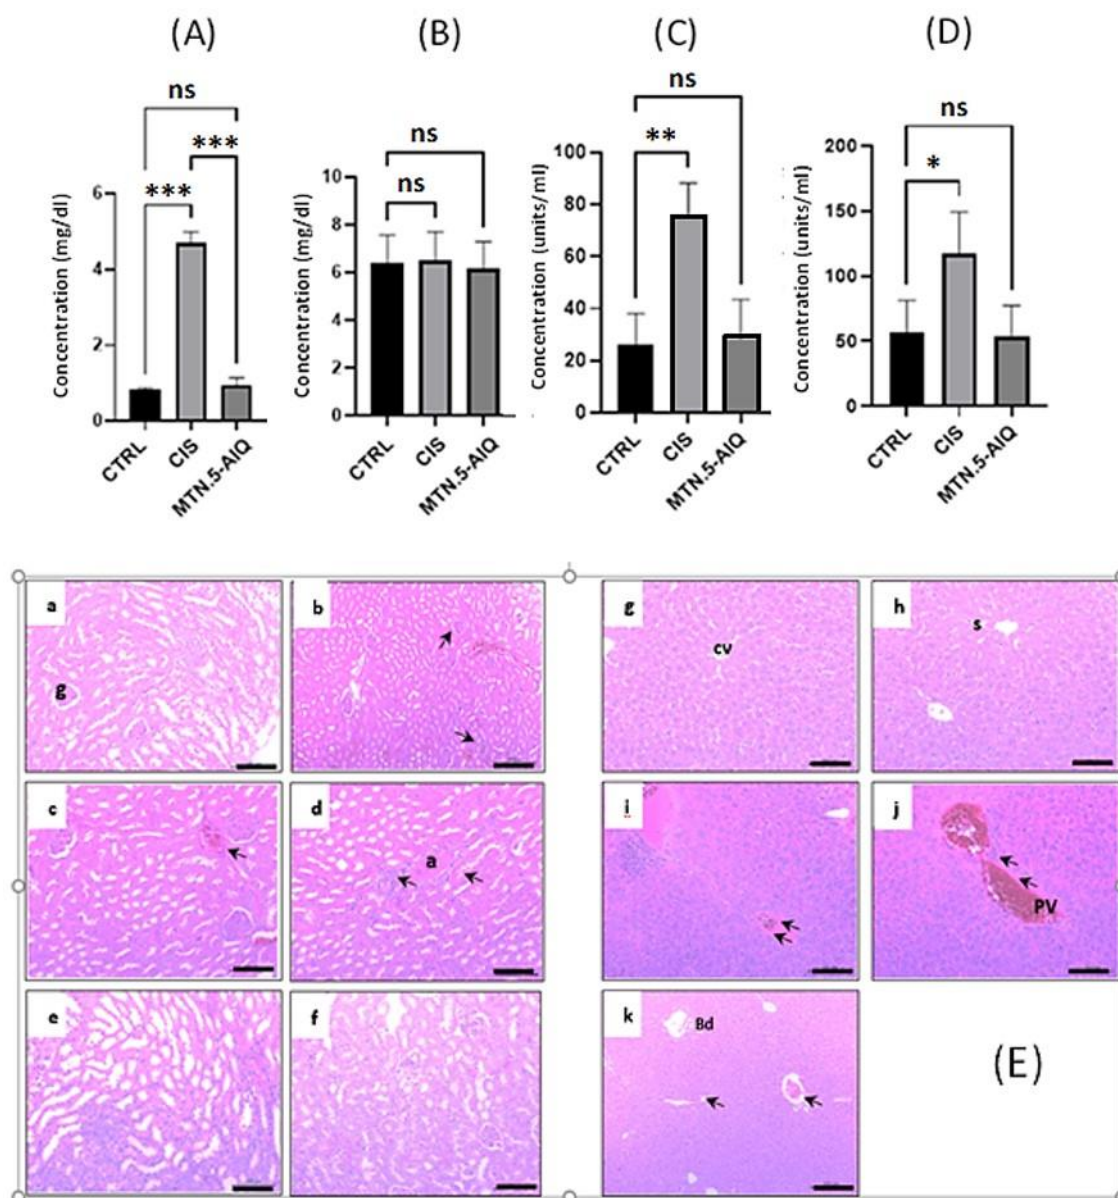 (A)
(B)
(C)
(D)
ns
***
***
Concentration (mg/dl)
6
4
2
0
CTRL
CIS
MTN.5-AIQ
ns
ns
Concentration (mg/dl)
10
8
6
4
2
0
CTRL
CIS
MTN.5-AIQ
ns
**
Concentration (units/ml)
100
80
60
40
20
0
CTRL
CIS
MTN.5-AIQ
ns
*
Concentration (units/ml)
200
150
100
50
0
CTRL
CIS
MTN.5-AIQ
a
g
b
c
d
a
e
f
g
cv
h
s
i
j
PV
k
Bd
(E)